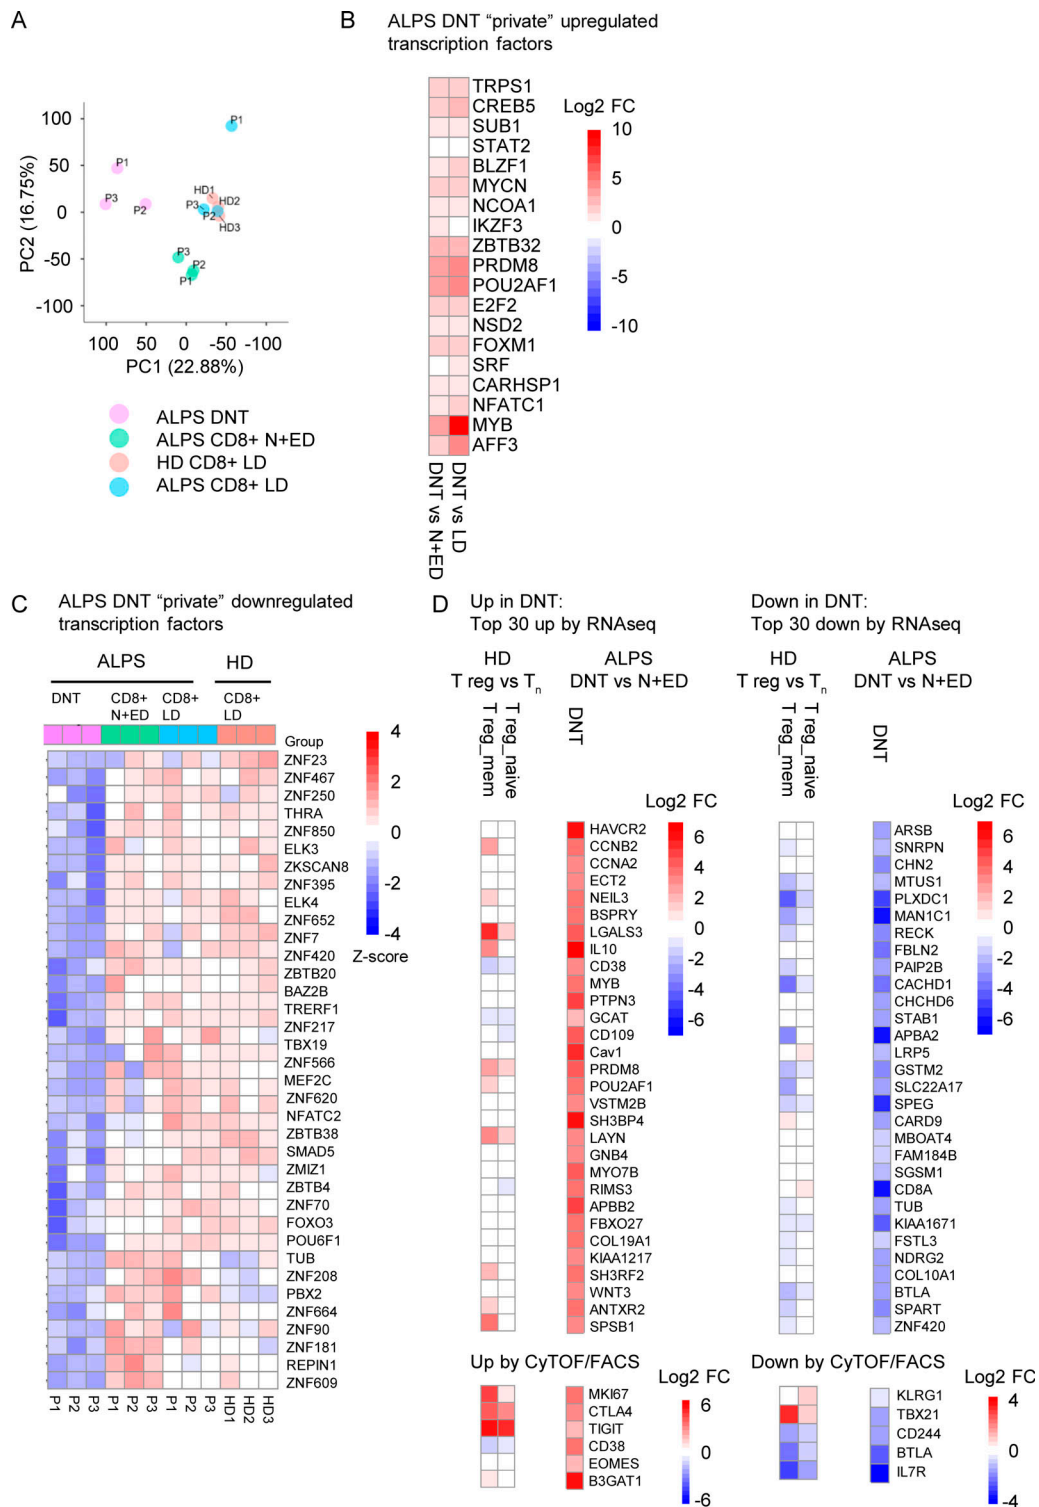 A
100
50
0
-50
-100
PC2 (16.75%)
P1
P1
P3
P2
HD1
HD2
P3
P2
HD3
P3
P2
P1
100 50 0 -50 -100
PC1 (22.88%)
ALPS DNT
ALPS CD8+ N+ED
HD CD8+ LD
ALPS CD8+ LD
B
ALPS DNT “private” upregulated
transcription factors
TRPS1
CREB5
SUB1
STAT2
BLZF1
MYCN
NCOA1
IKZF3
ZBTB32
PRDM8
POU2AF1
E2F2
NSD2
FOXM1
SRF
CARHSP1
NFATC1
MYB
AFF3
DNT vs N+ED
DNT vs LD
Log2 FC
10
5
0
-5
-10
C
ALPS DNT “private” downregulated
transcription factors
ALPS HD
DNT CD8+ N+ED CD8+ LD CD8+ LD
Group
ZNF23
ZNF467
ZNF250
THRA
ZNF850
ELK3
ZKSCAN8
ZNF395
ELK4
ZNF652
ZNF7
ZNF420
ZBTB20
BAZ2B
TRERF1
ZNF217
TBX19
ZNF566
MEF2C
ZNF620
NFATC2
ZBTB38
SMAD5
ZMIZ1
ZBTB4
ZNF70
FOXO3
POU6F1
TUB
ZNF208
PBX2
ZNF664
ZNF90
ZNF181
REPIN1
ZNF609
P1 P2 P3 P1 P2 P3 P1 P2 P3 HD1 HD2 HD3
4
2
0
-2
-4
Z-score
D
Up in DNT:
Top 30 up by RNAseq
HD
T reg vs Tn
ALPS
DNT vs N+ED
T reg_mem
T reg_naive
DNT
HAVCR2
CCNB2
CCNA2
ECT2
NEIL3
BSPRY
LGALS3
IL10
CD38
MYB
PTPN3
GCAT
CD109
Cav1
PRDM8
POU2AF1
VSTM2B
SH3BP4
LAYN
GNB4
MYO7B
RIMS3
APBB2
FBXO27
COL19A1
KIAA1217
SH3RF2
WNT3
ANTXR2
SPSB1
Log2 FC
6
4
2
0
-2
-4
-6
Up by CyTOF/FACS
MKI67
CTLA4
TIGIT
CD38
EOMES
B3GAT1
Log2 FC
6
0
-6
Down in DNT:
Top 30 down by RNAseq
HD
T reg vs Tn
ALPS
DNT vs N+ED
T reg_mem
T reg_naive
DNT
ARSB
SNRPN
CHN2
MTUS1
PLXDC1
MAN1C1
RECK
FBLN2
PAIP2B
CACHD1
CHCHD6
STAB1
APBA2
LRP5
GSTM2
SLC22A17
SPEG
CARD9
MBOAT4
FAM184B
SGSM1
CD8A
TUB
KIAA1671
FSTL3
NDRG2
COL10A1
BTLA
SPART
ZNF420
Log2 FC
6
4
2
0
-2
-4
-6
Down by CyTOF/FACS
KLRG1
TBX21
CD244
BTLA
IL7R
Log2 FC
4
0
-4